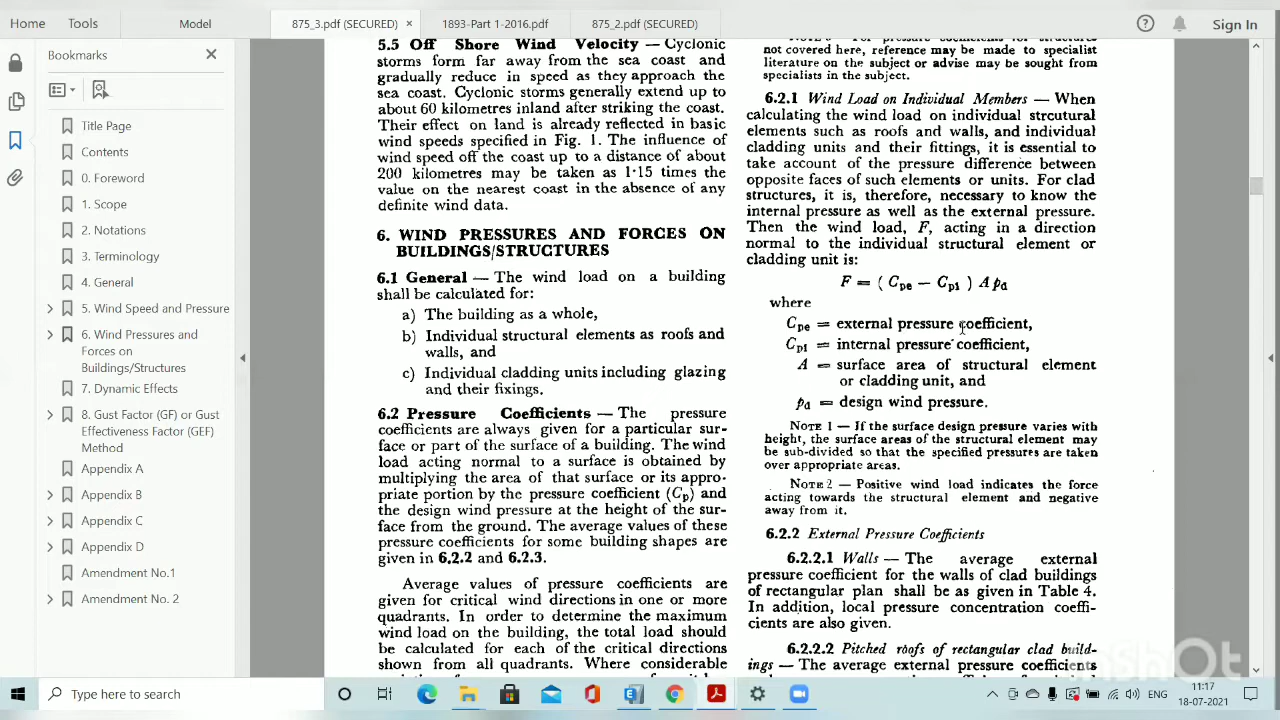 Home
Tools
Model
875_3.pdf (SECURED)
1893-Part 1-2016.pdf
875_2.pdf (SECURED)
Sign In
Bookmarks
Title Page
Contents
0. Foreword
1. Scope
2. Notations
3. Terminology
4. General
5. Wind Speed and Pressure
6. Wind Pressures and
Forces on
Buildings/Structures
7. Dynamic Effects
8. Gust Factor (GF) or Gust
Effectiveness Factor (GEF)
Method
Appendix A
Appendix B
Appendix C
Appendix D
Amendment No.1
Amendment No. 2
5.5 Off Shore Wind Velocity — Cyclonic
storms form far away from the sea coast and
gradually reduce in speed as they approach the
sea coast. Cyclonic storms generally extend up to
about 60 kilometres inland after striking the coast.
Their effect on land is already reflected in basic
wind speeds specified in Fig. 1. The influence of
wind speed off the coast up to a distance of about
200 kilometres may be taken as 1·15 times the
value on the nearest coast in the absence of any
definite wind data.
6. WIND PRESSURES AND FORCES ON
BUILDINGS/STRUCTURES
6.1 General — The wind load on a building
shall be calculated for:
a) The building as a whole,
b) Individual structural elements as roofs and
walls, and
c) Individual cladding units including glazing
and their fixings.
6.2 Pressure Coefficients — The pressure
coefficients are always given for a particular sur-
face or part of the surface of a building. The wind
load acting normal to a surface is obtained by
multiplying the area of that surface or its appro-
priate portion by the pressure coefficient (Cp) and
the design wind pressure at the height of the sur-
face from the ground. The average values of these
pressure coefficients for some building shapes are
given in 6.2.2 and 6.2.3.
Average values of pressure coefficients are
given for critical wind directions in one or more
quadrants. In order to determine the maximum
wind load on the building, the total load should
be calculated for each of the critical directions
shown from all quadrants. Where considerable
not covered here, reference may be made to specialist
literature on the subject or advise may be sought from
specialists in the subject.
6.2.1 Wind Load on Individual Members — When
calculating the wind load on individual strcutural
elements such as roofs and walls, and individual
cladding units and their fittings, it is essential to
take account of the pressure difference between
opposite faces of such elements or units. For clad
structures, it is, therefore, necessary to know the
internal pressure as well as the external pressure.
Then the wind load, F, acting in a direction
normal to the individual structural element or
cladding unit is:
F = ( Cpe − Cpi ) A pd
where
Cpe = external pressure coefficient,
Cpi = internal pressure coefficient,
A = surface area of structural element
or cladding unit, and
pd = design wind pressure.
NOTE 1 — If the surface design pressure varies with
height, the surface areas of the structural element may
be sub-divided so that the specified pressures are taken
over appropriate areas.
NOTE 2 — Positive wind load indicates the force
acting towards the structural element and negative
away from it.
6.2.2 External Pressure Coefficients
6.2.2.1 Walls — The average external
pressure coefficient for the walls of clad buildings
of rectangular plan shall be as given in Table 4.
In addition, local pressure concentration coeffi-
cients are also given.
6.2.2.2 Pitched roofs of rectangular clad build-
ings — The average external pressure coefficients
Type here to search
ENG
11:17
18-07-2021